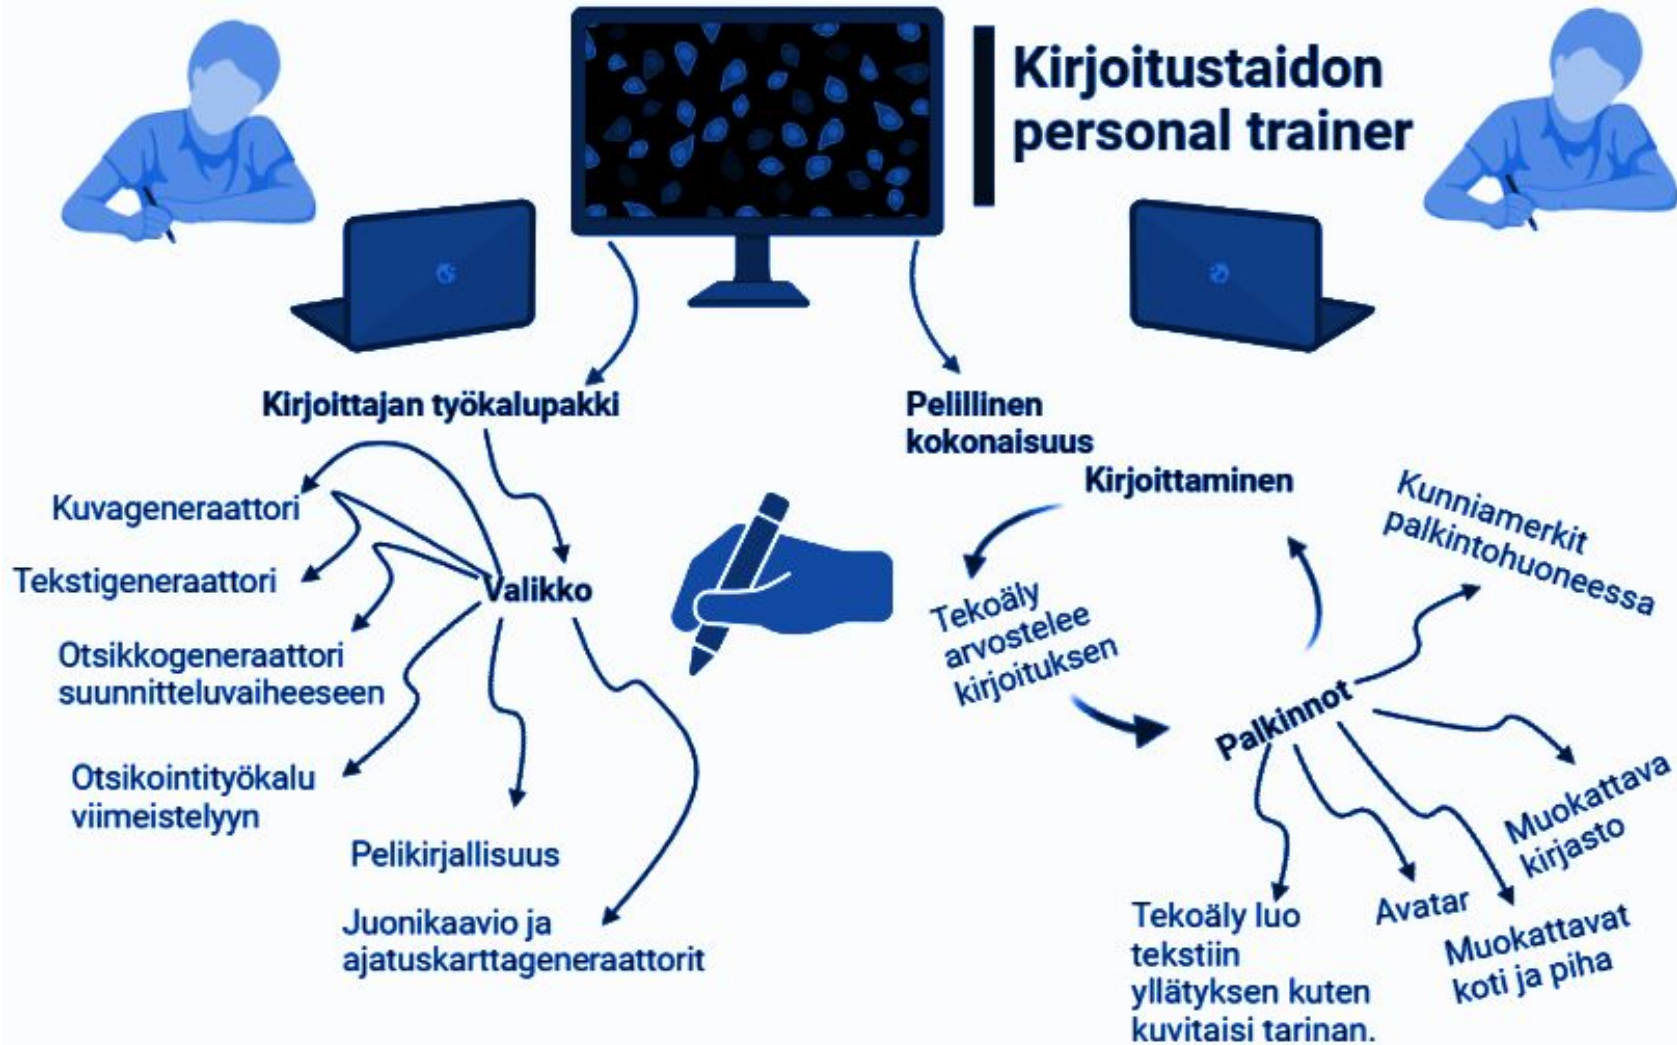 Kirjoitustaidon
personal trainer
Kirjoittajan työkalupakki
Kuvageneraattori
Tekstigeneraattori
Valikko
Otsikkogeneraattori
suunnitteluvaiheeseen
Otsikointityökalu
viimeistelyyn
Pelikirjallisuus
Juonikaavio ja
ajatuskarttageneraattorit
Pelillinen
kokonaisuus
Kirjoittaminen
Tekoäly
arvostelee
kirjoituksen
Palkinnot
Kunniamerkit
palkintohuoneessa
Muokattava
kirjasto
Muokattavat
koti ja piha
Avatar
Tekoäly luo
tekstiin
yllätyksen kuten
kuvitaisi tarinan.